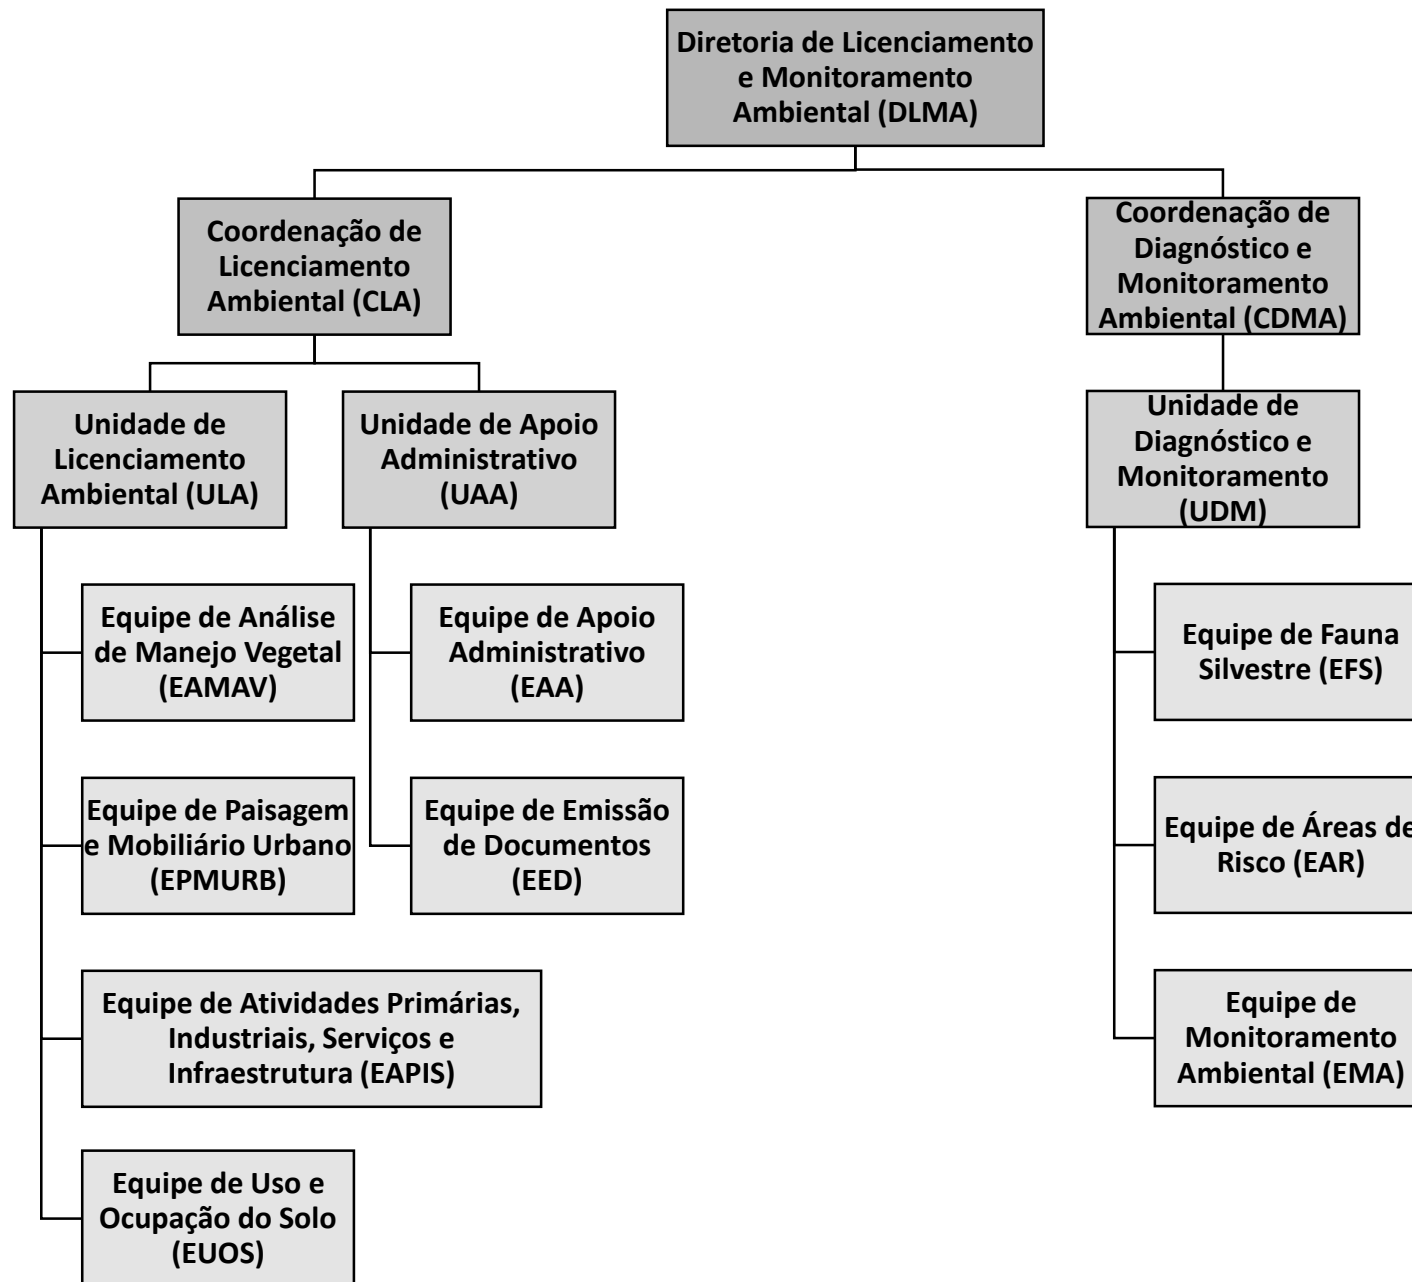 Diretoria de Licenciamento
e Monitoramento
Ambiental (DLMA)
Coordenação de
Licenciamento
Ambiental (CLA)
Coordenação de
Diagnóstico e
Monitoramento
Ambiental (CDMA)
Unidade de
Licenciamento
Ambiental (ULA)
Unidade de Apoio
Administrativo
(UAA)
Unidade de
Diagnóstico e
Monitoramento
(UDM)
Equipe de Análise
de Manejo Vegetal
(EAMAV)
Equipe de Apoio
Administrativo
(EAA)
Equipe de Fauna
Silvestre (EFS)
Equipe de Paisagem
e Mobiliário Urbano
(EPMURB)
Equipe de Emissão
de Documentos
(EED)
Equipe de Áreas de
Risco (EAR)
Equipe de Atividades Primárias,
Industriais, Serviços e
Infraestrutura (EAPIS)
Equipe de
Monitoramento
Ambiental (EMA)
Equipe de Uso e
Ocupação do Solo
(EUOS)